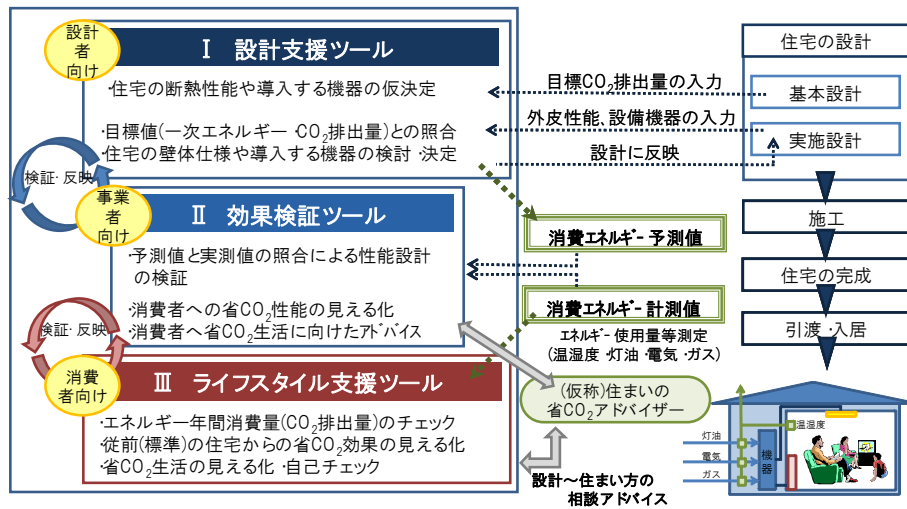 設計
者
向け
Ⅰ 設計支援ツール
・住宅の断熱性能や導入する機器の仮決定
・目標値(一次エネルギー・CO2排出量)との照合
・住宅の壁体仕様や導入する機器の検討・決定
検証・反映
事業
者
向け
Ⅱ 効果検証ツール
・予測値と実測値の照合による性能設計
の検証
・消費者への省CO2性能の見える化
・消費者へ省CO2生活に向けたアドバイス
検証・反映
消費
者向け
Ⅲ ライフスタイル支援ツール
・エネルギー年間消費量(CO2排出量)のチェック
・従前(標準)の住宅からの省CO2効果の見える化
・省CO2生活の見える化・自己チェック
目標CO2排出量の入力
外皮性能、設備機器の入力
設計に反映
消費エネルギー予測値
消費エネルギー計測値
エネルギー使用量等測定
(温湿度・灯油・電気・ガス)
(仮称)住まいの
省CO2アドバイザー
設計～住まい方の
相談アドバイス
住宅の設計
基本設計
実施設計
施工
住宅の完成
引渡・入居
温湿度
灯油
電気
ガス
機
器